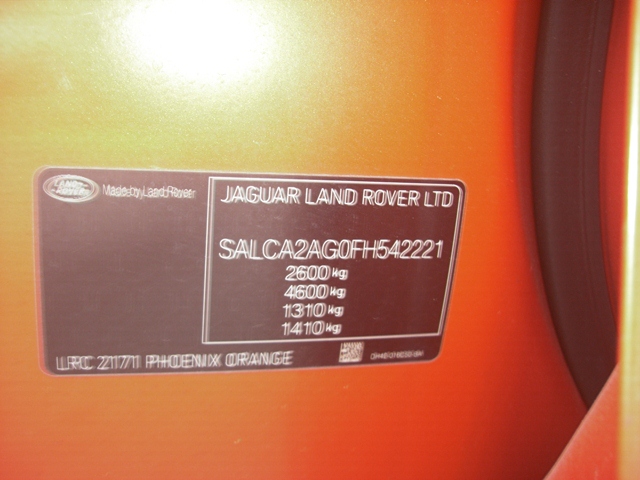 LAND ROVER
Made by Land Rover
JAGUAR LAND ROVER LTD
SALCA2AG0FH542221
2600 kg
4600 kg
1310 kg
1410 kg
LRC 2171 PHOENIX ORANGE